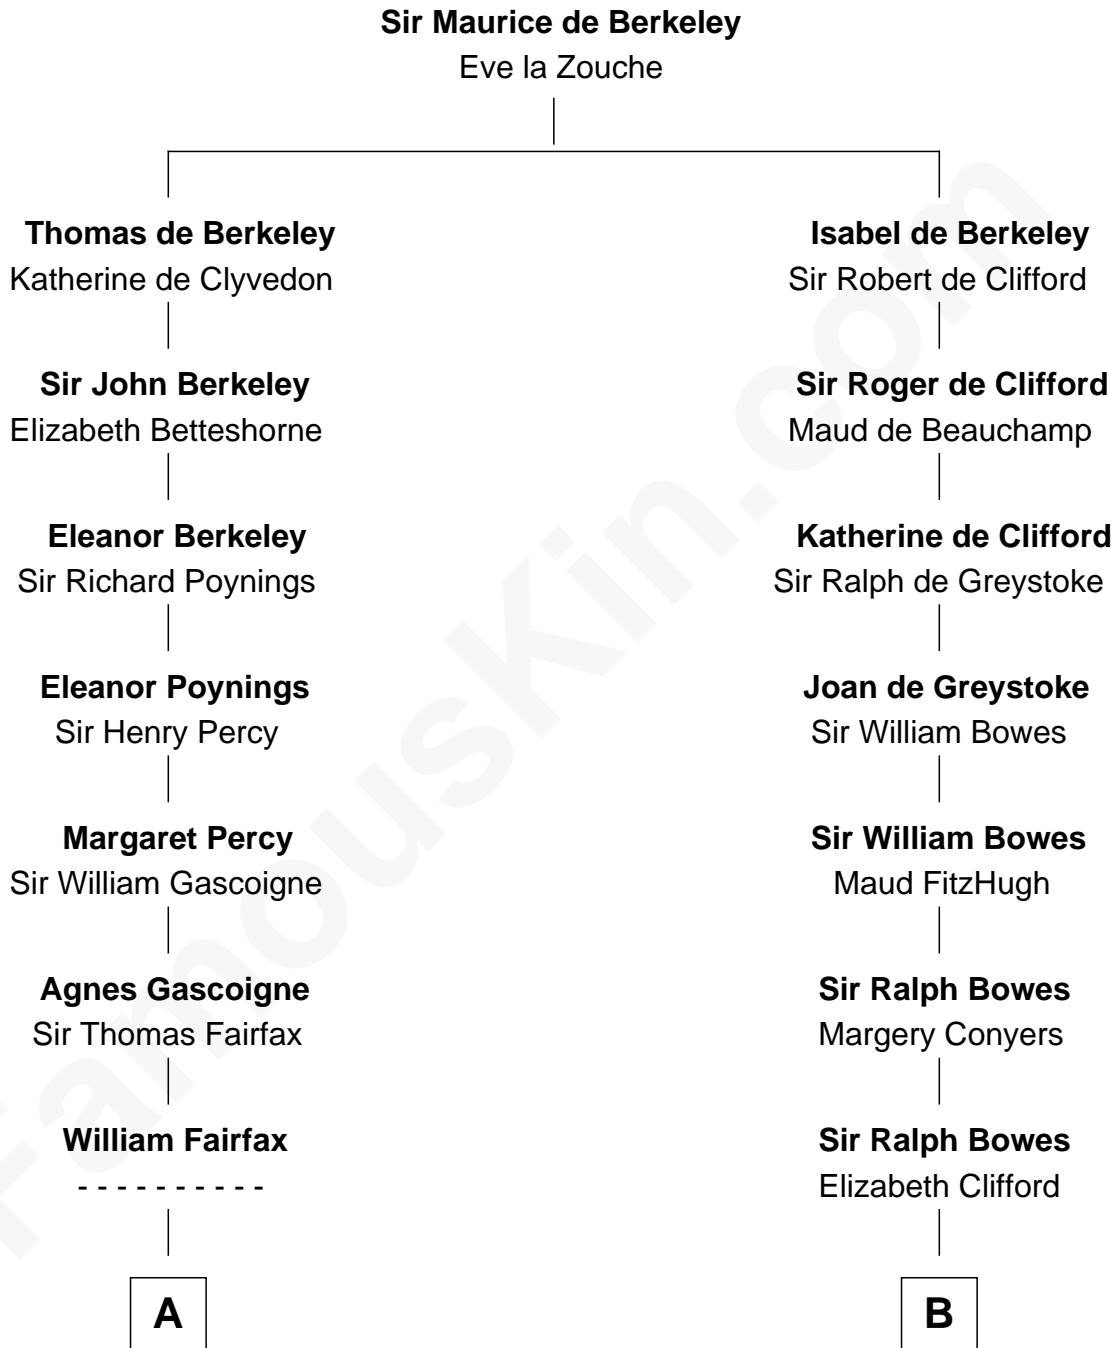 Sir Maurice de Berkeley
Eve la Zouche
Thomas de Berkeley
Katherine de Clyvedon
Sir John Berkeley
Elizabeth Betteshorne
Eleanor Berkeley
Sir Richard Poynings
Eleanor Poynings
Sir Henry Percy
Margaret Percy
Sir William Gascoigne
Agnes Gascoigne
Sir Thomas Fairfax
William Fairfax
- - - - - - - - - -
A
Isabel de Berkeley
Sir Robert de Clifford
Sir Roger de Clifford
Maud de Beauchamp
Katherine de Clifford
Sir Ralph de Greystoke
Joan de Greystoke
Sir William Bowes
Sir William Bowes
Maud FitzHugh
Sir Ralph Bowes
Margery Conyers
Sir Ralph Bowes
Elizabeth Clifford
B
FamousKin.com